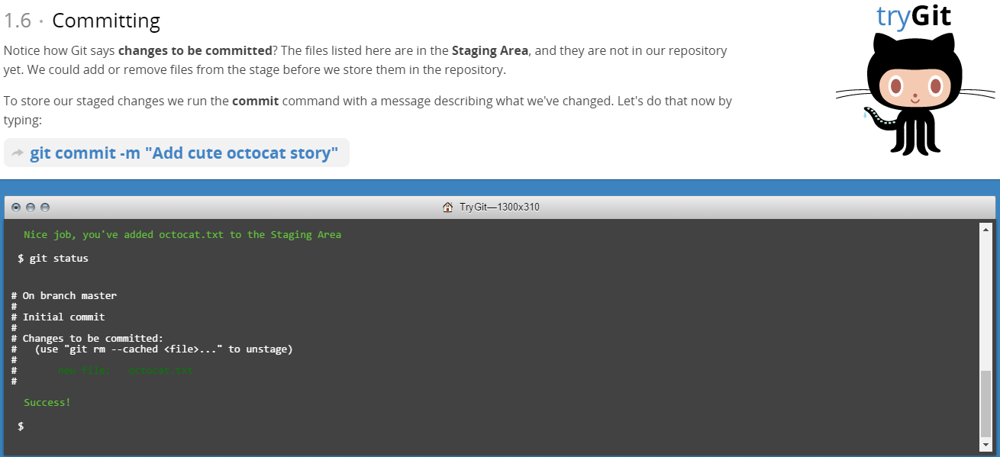 1.6 · Committing
tryGit
Notice how Git says changes to be committed? The files listed here are in the Staging Area, and they are not in our repository
yet. We could add or remove files from the stage before we store them in the repository.
To store our staged changes we run the commit command with a message describing what we've changed. Let's do that now by
typing:
git commit -m "Add cute octocat story"
TryGit—1300x310
Nice job, you've added octocat.txt to the Staging Area
$ git status
# On branch master
#
# Initial commit
#
# Changes to be committed:
#   (use "git rm --cached <file>..." to unstage)
#
#       new file:   octocat.txt
#
Success!
$